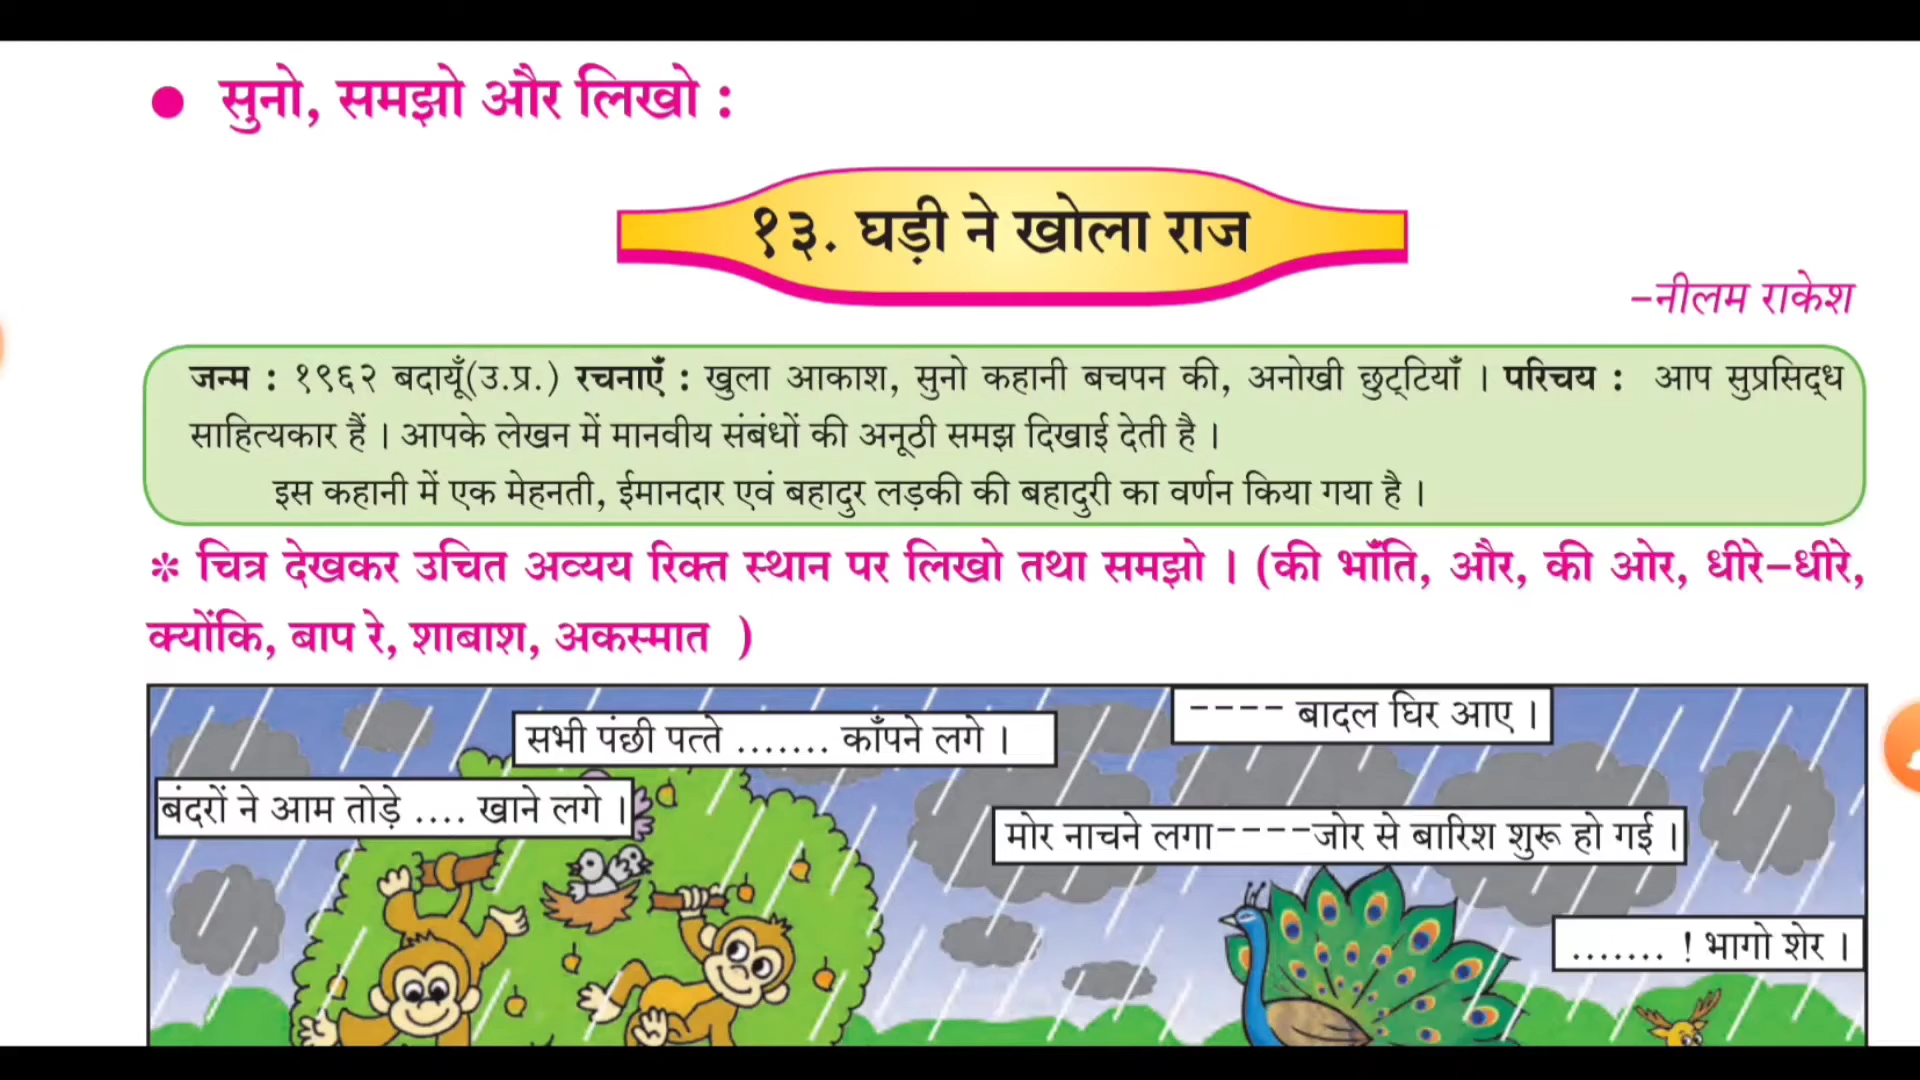 ● सुनो, समझो और लिखो :
१३. घड़ी ने खोला राज
–नीलम राकेश
जन्म : १९६२ बदायूँ(उ.प्र.) रचनाएँ : खुला आकाश, सुनो कहानी बचपन की, अनोखी छुट्टियाँ । परिचय : आप सुप्रसिद्ध
साहित्यकार हैं । आपके लेखन में मानवीय संबंधों की अनूठी समझ दिखाई देती है ।
इस कहानी में एक मेहनती, ईमानदार एवं बहादुर लड़की की बहादुरी का वर्णन किया गया है ।
* चित्र देखकर उचित अव्यय रिक्त स्थान पर लिखो तथा समझो । (की भाँति, और, की ओर, धीरे–धीरे,
क्योंकि, बाप रे, शाबाश, अकस्मात )
---- बादल घिर आए ।
सभी पंछी पत्ते ....... काँपने लगे ।
बंदरों ने आम तोड़े .... खाने लगे ।
मोर नाचने लगा----जोर से बारिश शुरू हो गई ।
....... ! भागो शेर ।